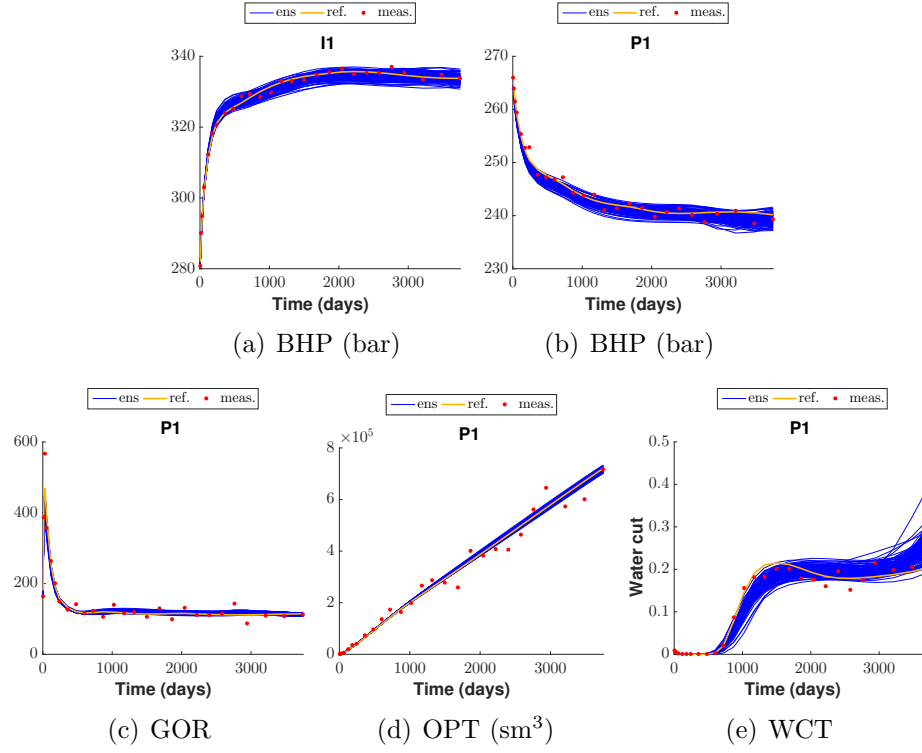 ens ref. meas.
I1
340
320
300
280
0 1000 2000 3000
Time (days)
(a) BHP (bar)
ens ref. meas.
P1
270
260
250
240
230
0 1000 2000 3000
Time (days)
(b) BHP (bar)
ens ref. meas.
P1
600
400
200
0
0 1000 2000 3000
Time (days)
(c) GOR
ens ref. meas.
P1
×10⁵
8
6
4
2
0
0 1000 2000 3000
Time (days)
(d) OPT (sm³)
ens ref. meas.
P1
Water cut
0.5
0.4
0.3
0.2
0.1
0
0 1000 2000 3000
Time (days)
(e) WCT